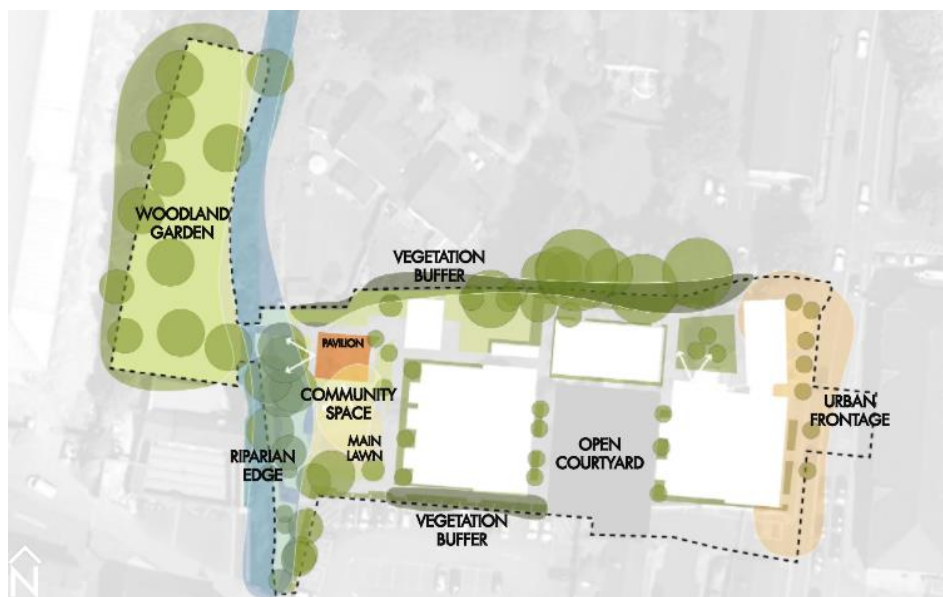 WOODLAND
GARDEN
VEGETATION
BUFFER
PAVILION
COMMUNITY
SPACE
MAIN
LAWN
RIPARIAN
EDGE
OPEN
COURTYARD
URBAN
FRONTAGE
VEGETATION
BUFFER
N